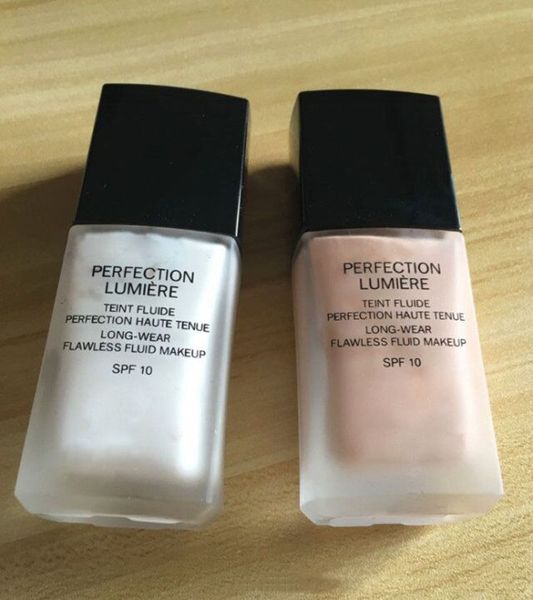 PERFECTION
LUMIÈRE
TEINT FLUIDE
PERFECTION HAUTE TENUE
LONG-WEAR
FLAWLESS FLUID MAKEUP
SPF 10
PERFECTION
LUMIÈRE
TEINT FLUIDE
PERFECTION HAUTE TENUE
LONG-WEAR
FLAWLESS FLUID MAKEUP
SPF 10